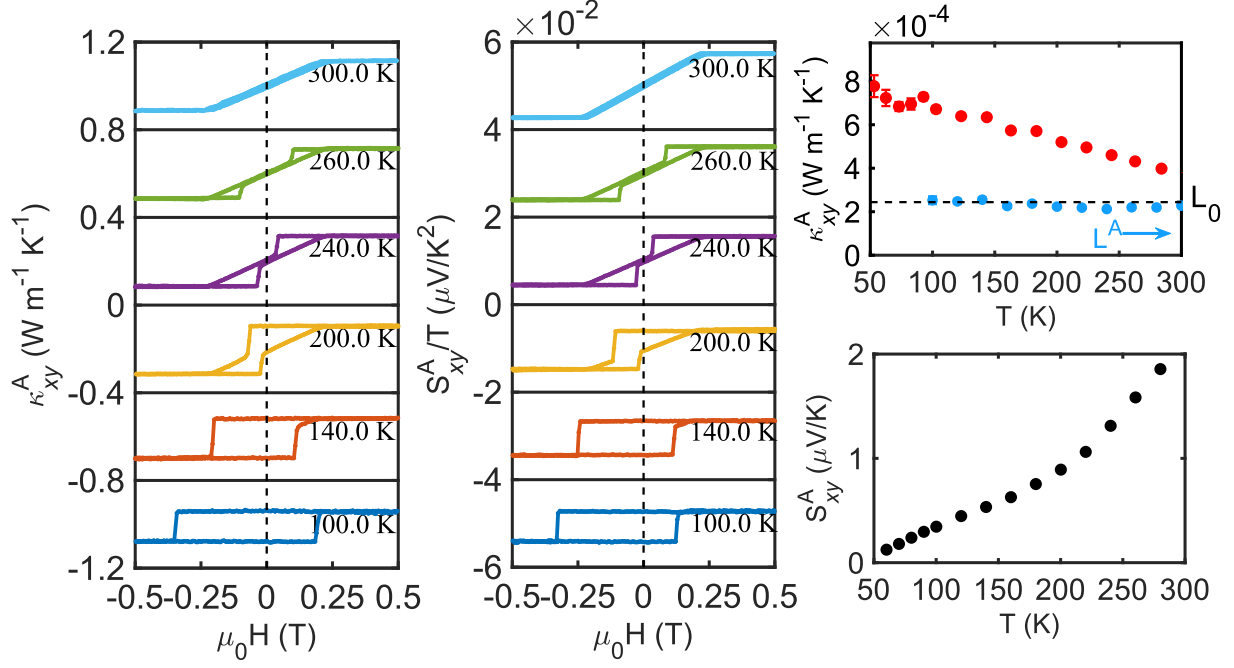 1.2
0.8
0.4
0
-0.4
-0.8
-1.2
κ^A_xy (W m^-1 K^-1)
300.0 K
260.0 K
240.0 K
200.0 K
140.0 K
100.0 K
-0.5 -0.25 0 0.25 0.5
μ_0H (T)
×10^-2
6
4
2
0
-2
-4
-6
S^A_xy/T (μV/K^2)
300.0 K
260.0 K
240.0 K
200.0 K
140.0 K
100.0 K
-0.5 -0.25 0 0.25 0.5
μ_0H (T)
×10^-4
8
6
4
2
0
κ^A_xy (W m^-1 K^-1)
L_0
L^A
50 100 150 200 250 300
T (K)
2
1
0
S^A_xy (μV/K)
50 100 150 200 250 300
T (K)